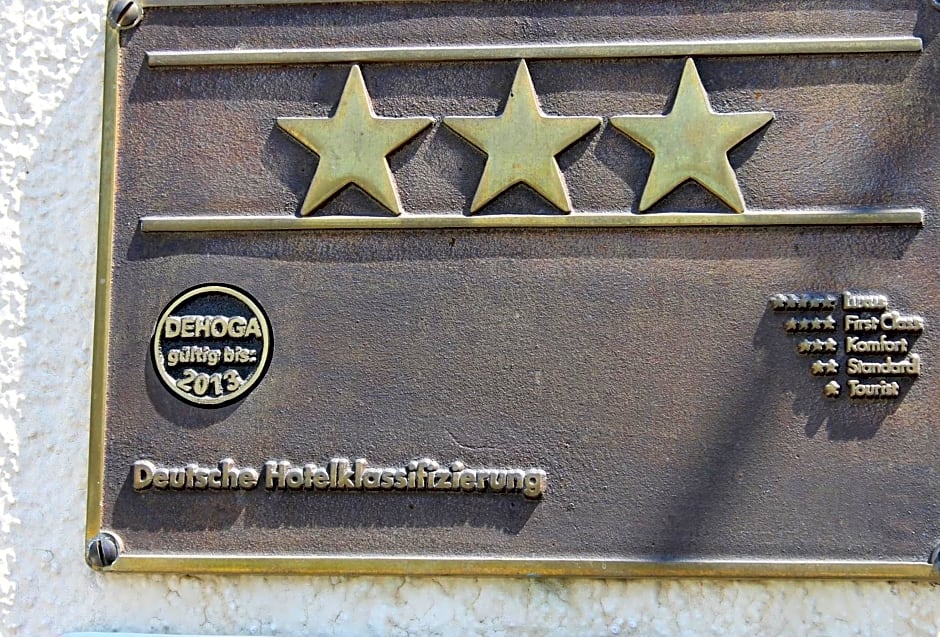 DEHOGA
gültig bis:
2013
***** Luxus
**** First Class
*** Komfort
** Standard
* Tourist
Deutsche Hotelklassifizierung